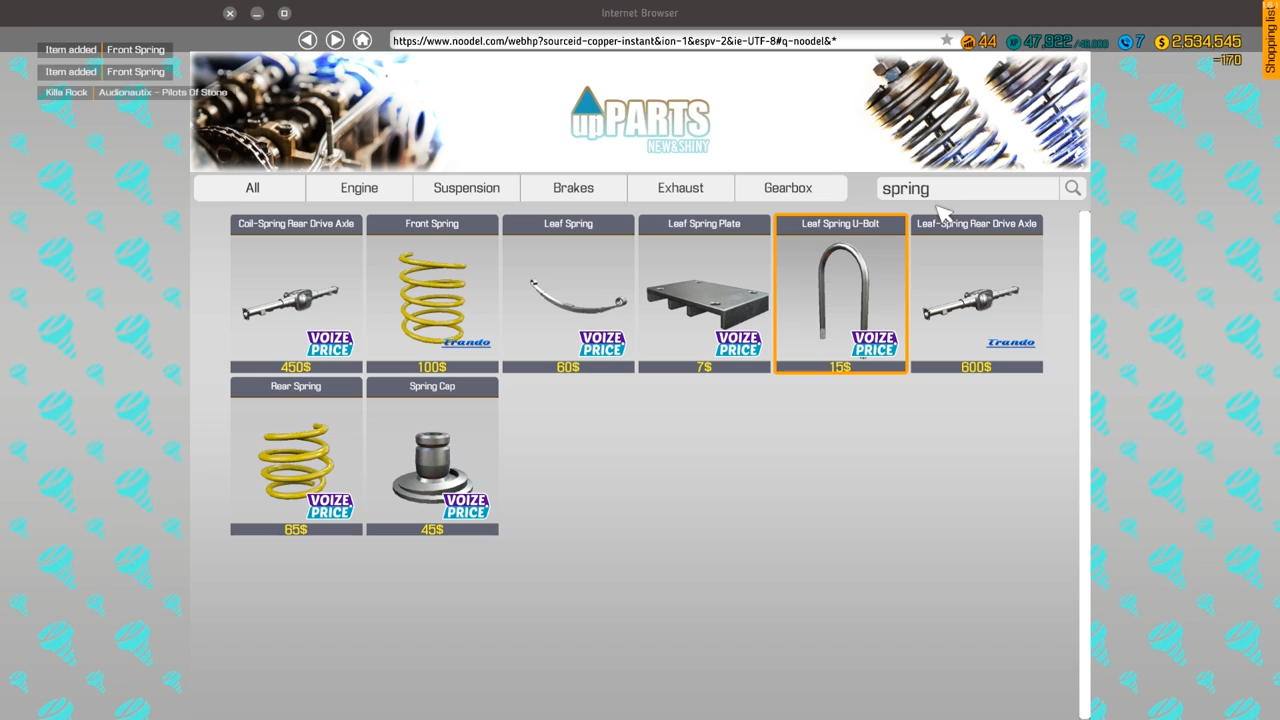 Internet Browser
Shopping list
Item added Front Spring
https://www.noodel.com/webhp?sourceid-copper-instant&ion-1&espv-2&ie-UTF-8#q-noodel&*
44
47,922
7
$ 2,534,545
-170
Item added Front Spring
Killa Rock Audionautix - Pilots Of Stone
upPARTS
NEW&SHINY
All Engine Suspension Brakes Exhaust Gearbox
spring
Coil-Spring Rear Drive Axle
Front Spring
Leaf Spring
Leaf Spring Plate
Leaf Spring U-Bolt
Leaf-Spring Rear Drive Axle
VOIZE PRICE
trando
VOIZE PRICE
VOIZE PRICE
VOIZE PRICE
trando
450$
100$
60$
7$
15$
600$
Rear Spring
Spring Cap
VOIZE PRICE
VOIZE PRICE
65$
45$